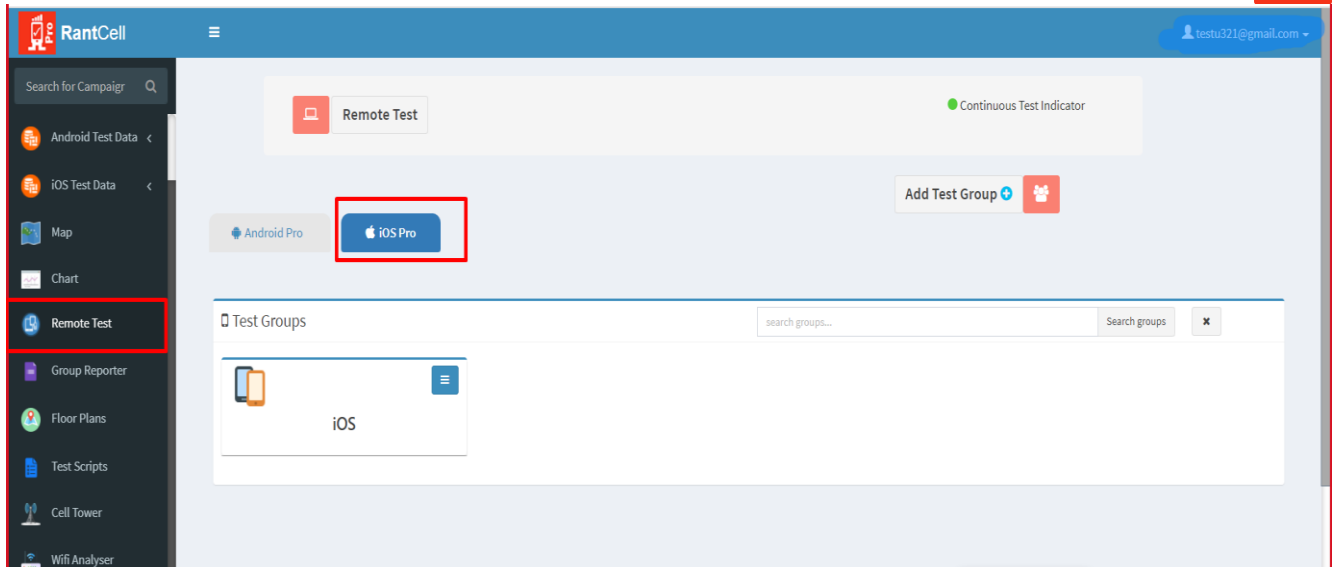 Pro
RantCell
testu321@gmail.com
Search for Campaigr
Android Test Data
iOS Test Data
Map
Chart
Remote Test
Group Reporter
Floor Plans
Test Scripts
Cell Tower
Wifi Analyser
Remote Test
Continuous Test Indicator
Add Test Group
Android Pro
iOS Pro
Test Groups
search groups...
Search groups
x
iOS